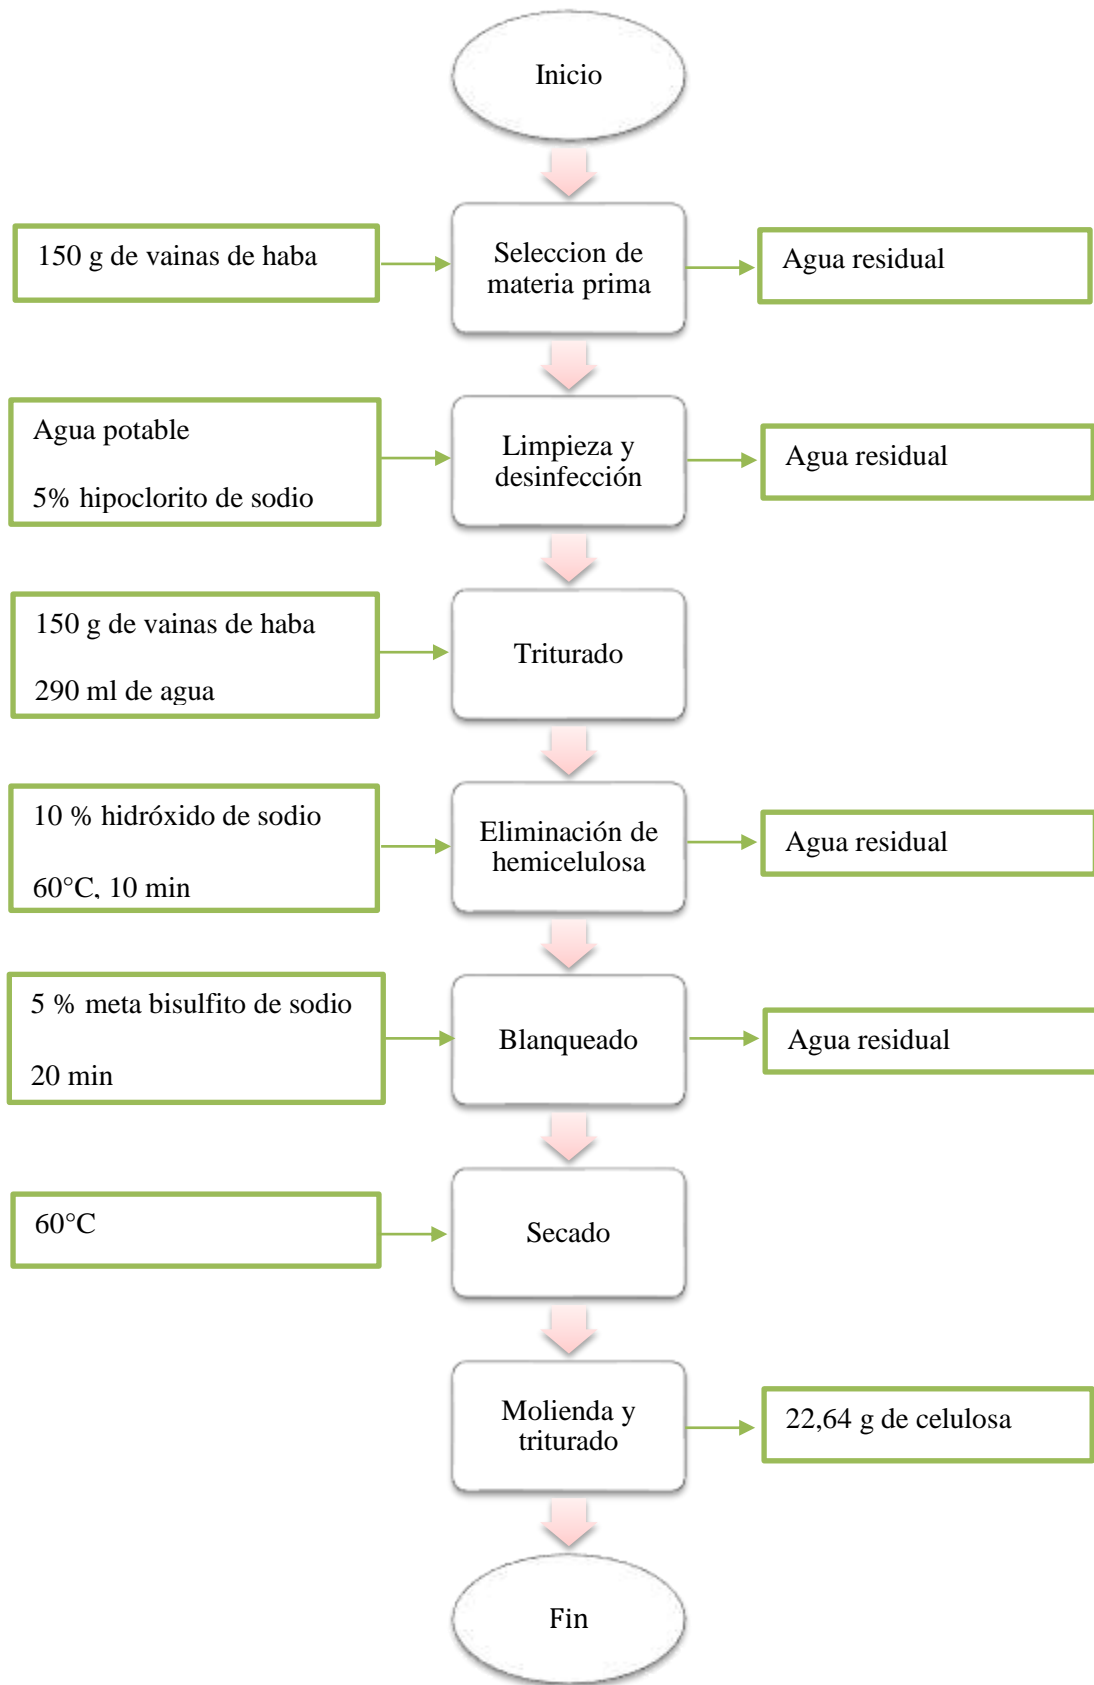 Inicio
150 g de vainas de haba
Seleccion de
materia prima
Agua residual
Agua potable
5% hipoclorito de sodio
Limpieza y
desinfección
Agua residual
150 g de vainas de haba
290 ml de agua
Triturado
10 % hidróxido de sodio
60°C, 10 min
Eliminación de
hemicelulosa
Agua residual
5 % meta bisulfito de sodio
20 min
Blanqueado
Agua residual
60°C
Secado
Molienda y
triturado
22,64 g de celulosa
Fin